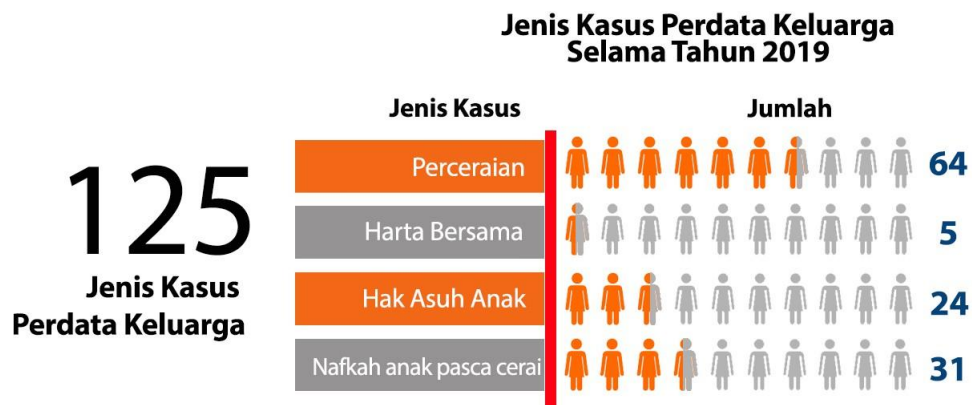 Jenis Kasus Perdata Keluarga
Selama Tahun 2019
Jenis Kasus
Jumlah
125
Jenis Kasus
Perdata Keluarga
Perceraian
64
Harta Bersama
5
Hak Asuh Anak
24
Nafkah anak pasca cerai
31